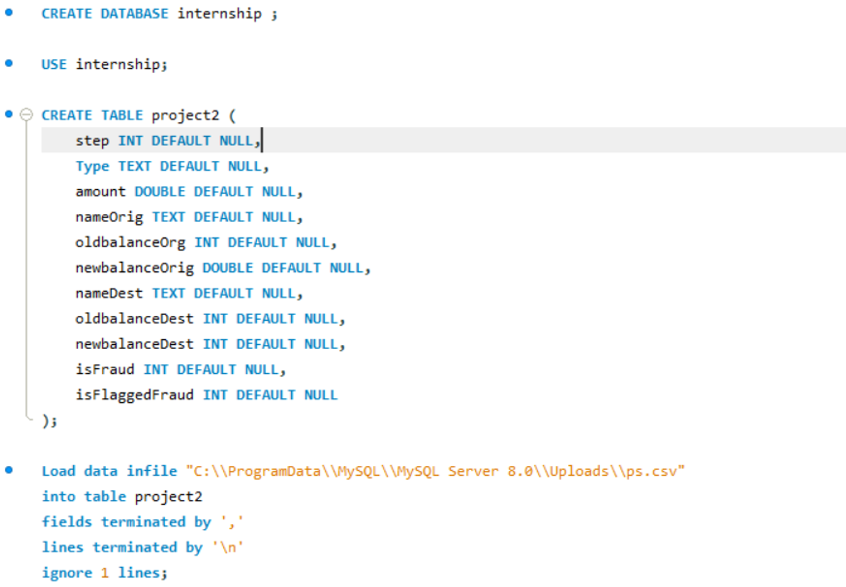 CREATE DATABASE internship ;
USE internship;
CREATE TABLE project2 (
step INT DEFAULT NULL,
Type TEXT DEFAULT NULL,
amount DOUBLE DEFAULT NULL,
nameOrig TEXT DEFAULT NULL,
oldbalanceOrg INT DEFAULT NULL,
newbalanceOrig DOUBLE DEFAULT NULL,
nameDest TEXT DEFAULT NULL,
oldbalanceDest INT DEFAULT NULL,
newbalanceDest INT DEFAULT NULL,
isFraud INT DEFAULT NULL,
isFlaggedFraud INT DEFAULT NULL
);
Load data infile "C:\\ProgramData\\MySQL\\MySQL Server 8.0\\Uploads\\ps.csv"
into table project2
fields terminated by ','
lines terminated by '\n'
ignore 1 lines;